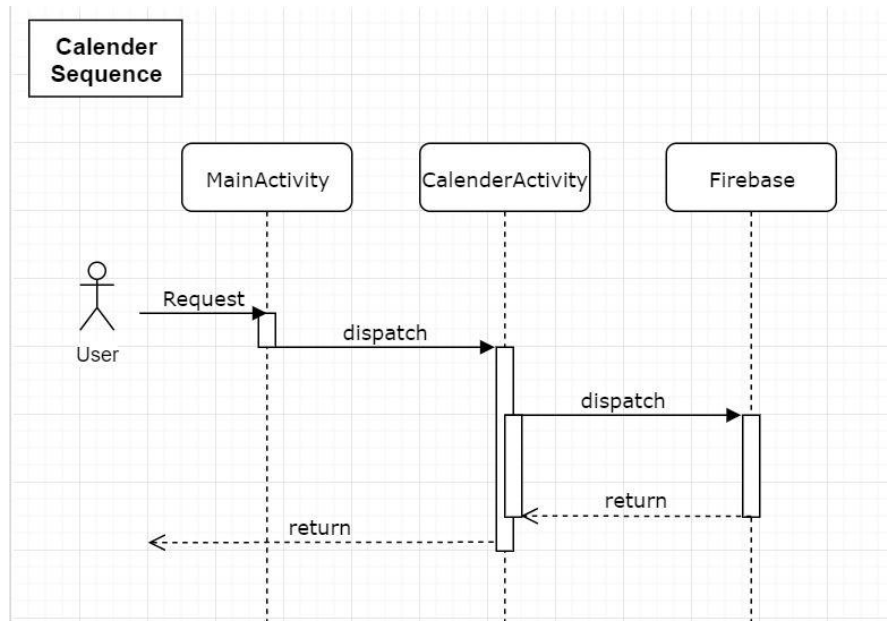 Calender
Sequence
MainActivity
CalenderActivity
Firebase
Request
User
dispatch
dispatch
return
return